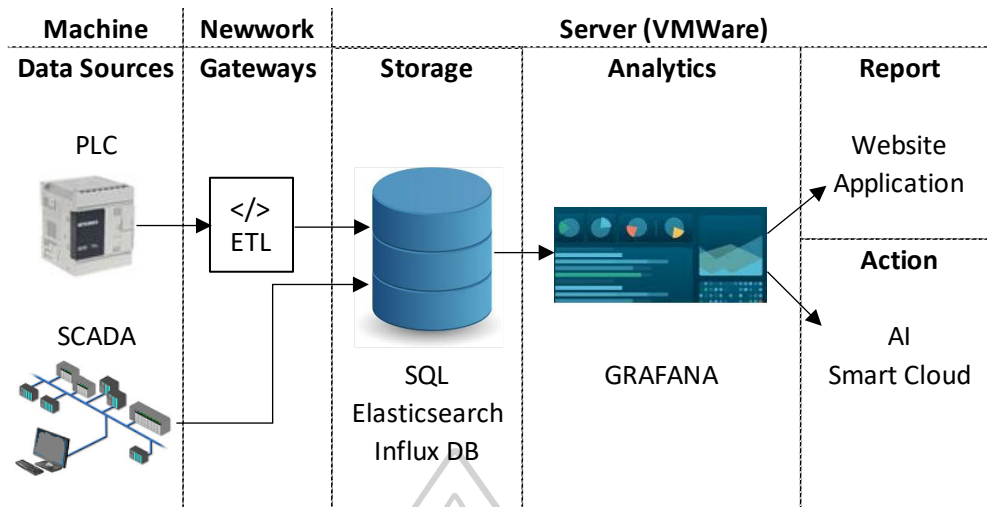 Machine
Newwork
Server (VMWare)
Data Sources
Gateways
Storage
Analytics
Report
PLC
</>
ETL
Website
Application
Action
SCADA
SQL
Elasticsearch
Influx DB
GRAFANA
AI
Smart Cloud